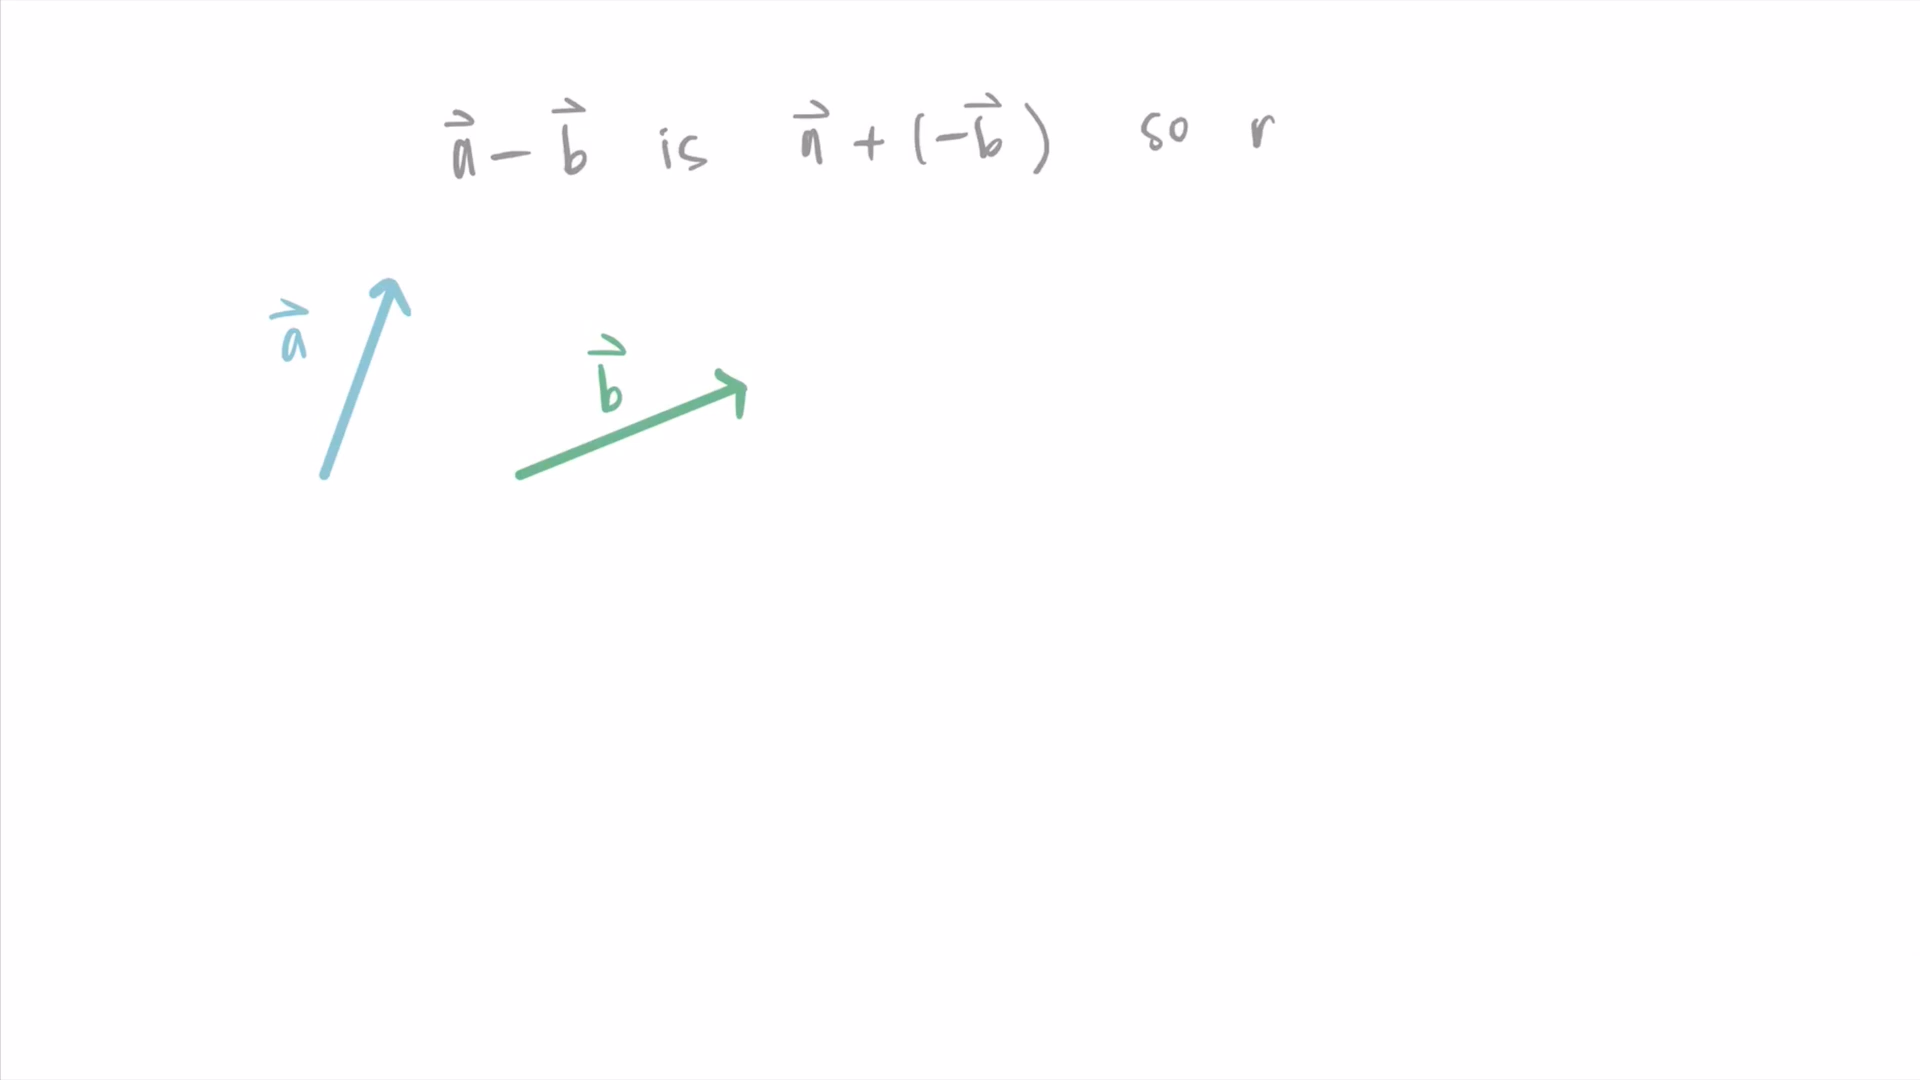 a⃗ − b⃗ is a⃗ + (−b⃗) so r
a⃗
b⃗